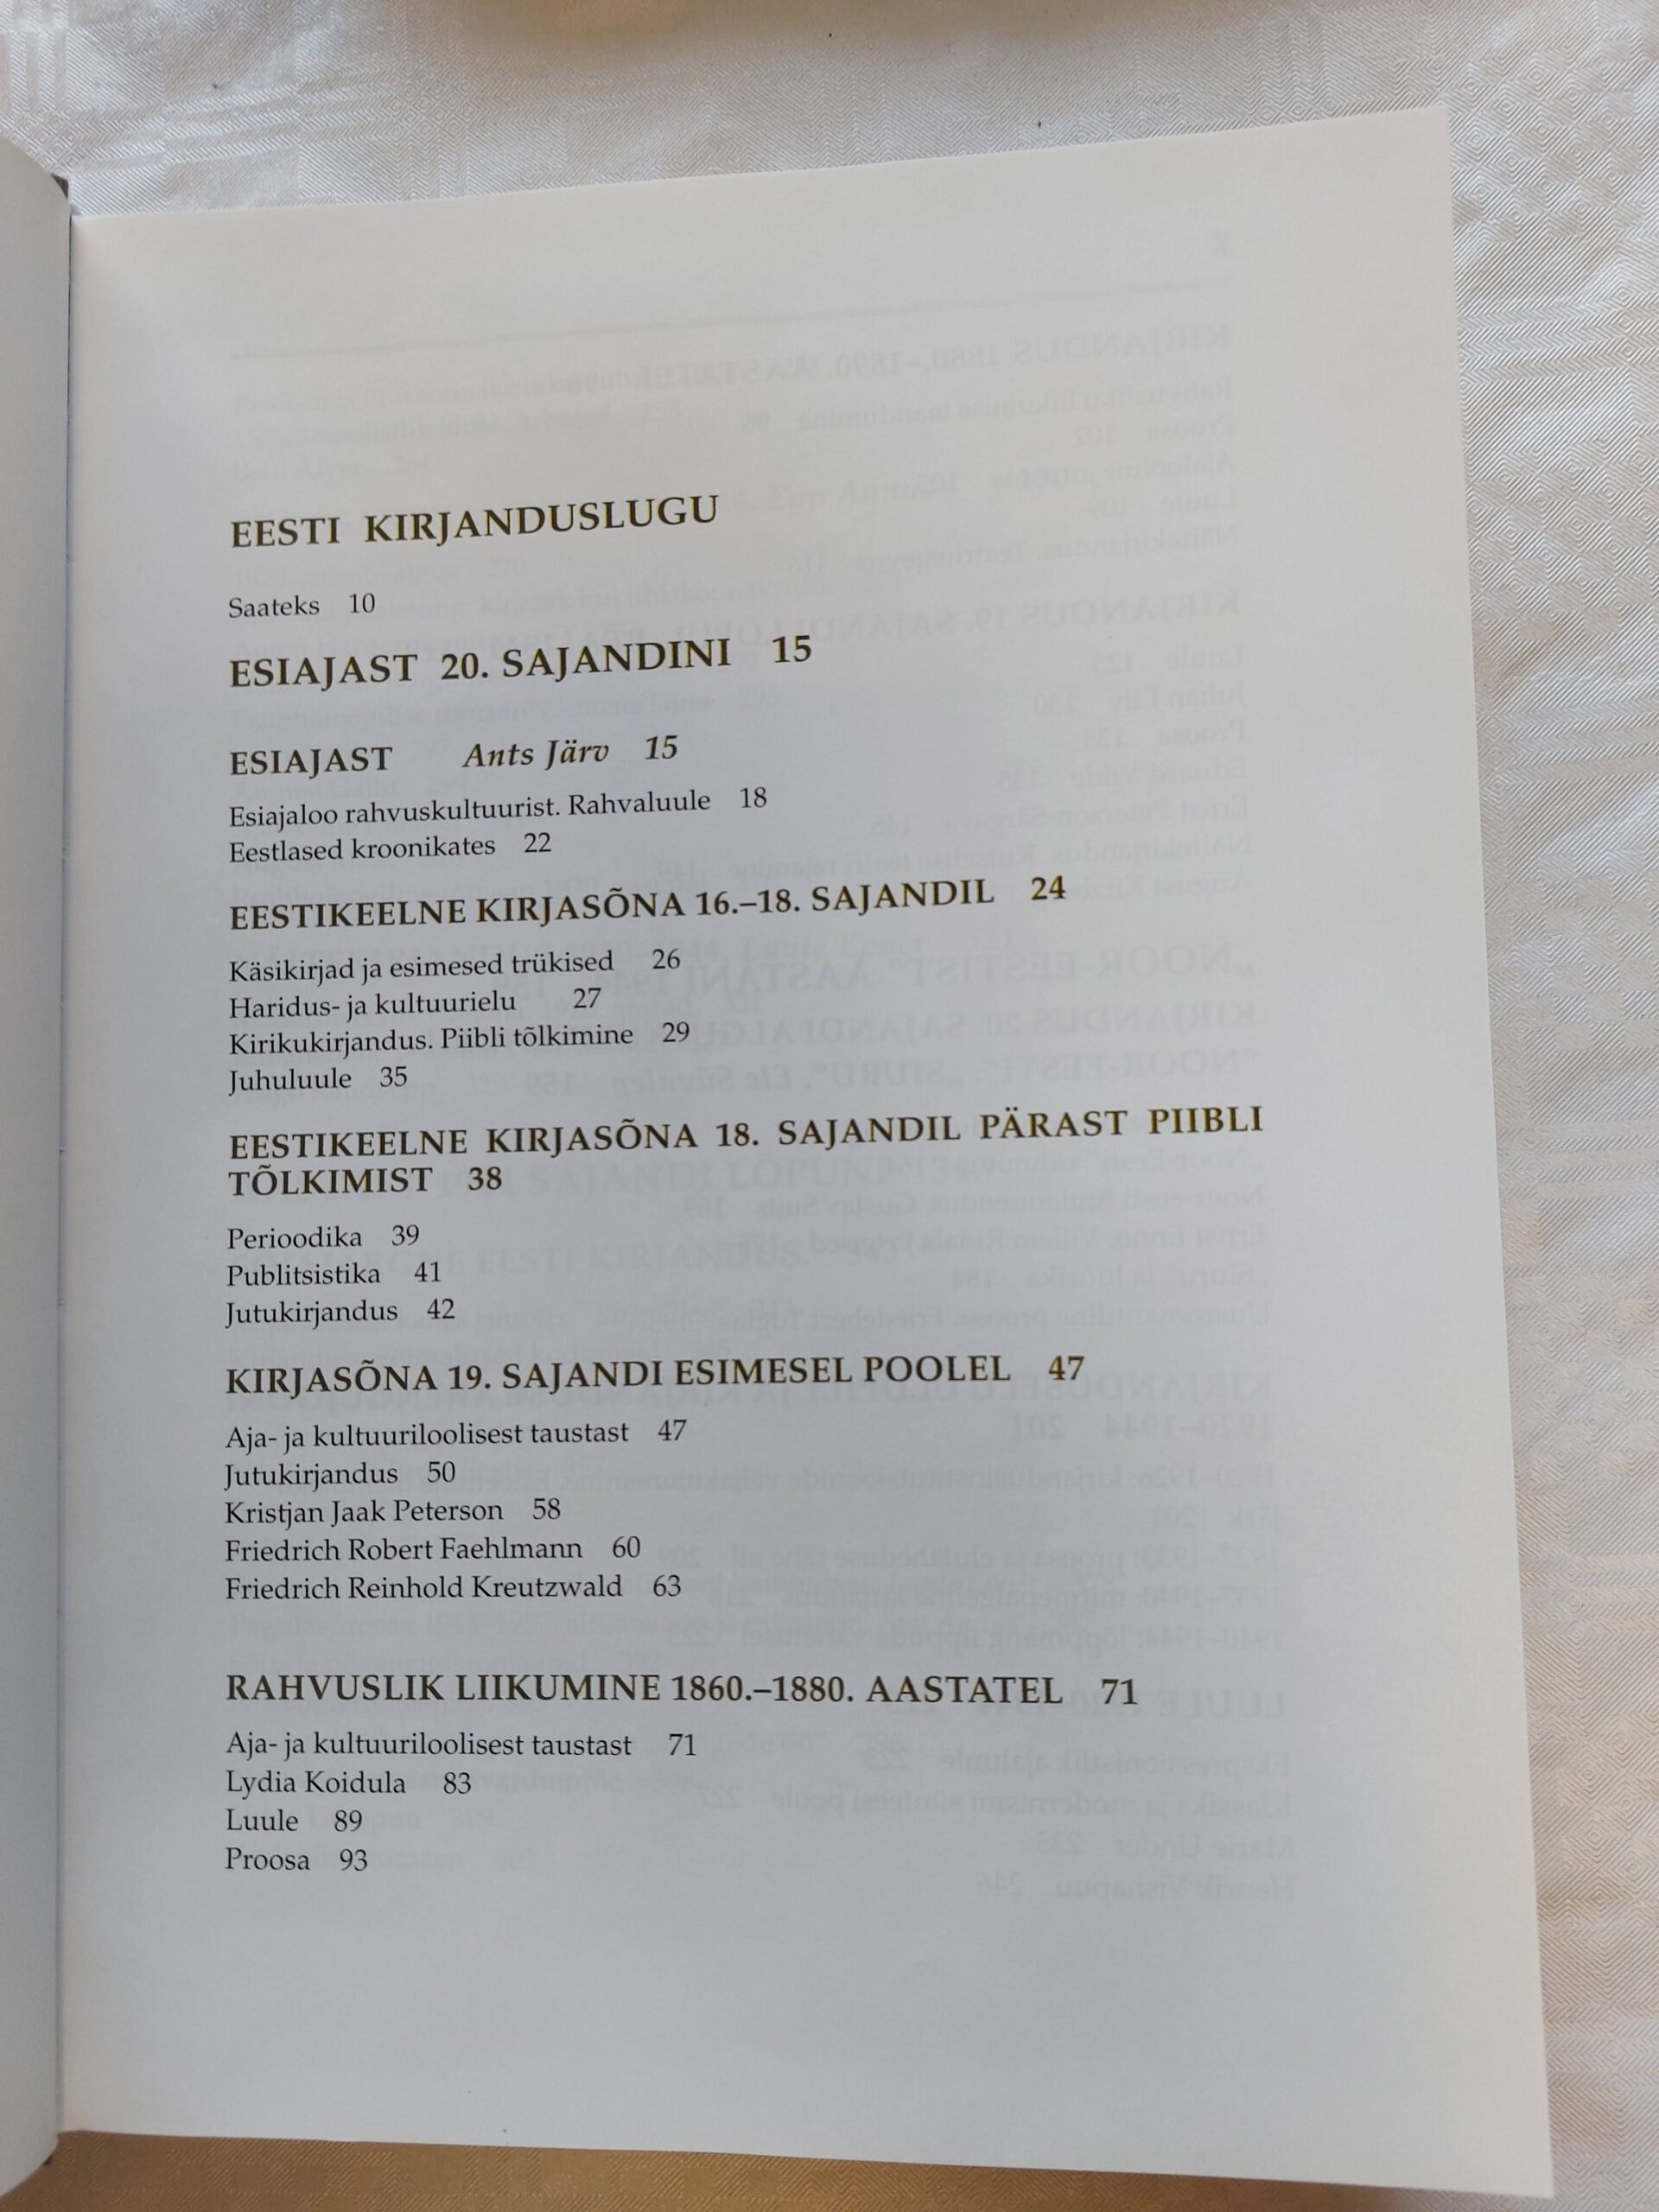 EESTI KIRJANDUSLUGU
Saateks 10
ESIAJAST 20. SAJANDINI 15
ESIAJAST Ants Järv 15
Esiajaloo rahvuskultuurist. Rahvaluule 18
Eestlased kroonikates 22
EESTIKEELNE KIRJASÕNA 16.–18. SAJANDIL 24
Käsikirjad ja esimesed trükised 26
Haridus- ja kultuurielu 27
Kirikukirjandus. Piibli tõlkimine 29
Juhuluule 35
EESTIKEELNE KIRJASÕNA 18. SAJANDIL PÄRAST PIIBLI
TÕLKIMIST 38
Perioodika 39
Publitsistika 41
Jutukirjandus 42
KIRJASÕNA 19. SAJANDI ESIMESEL POOLEL 47
Aja- ja kultuuriloolisest taustast 47
Jutukirjandus 50
Kristjan Jaak Peterson 58
Friedrich Robert Faehlmann 60
Friedrich Reinhold Kreutzwald 63
RAHVUSLIK LIIKUMINE 1860.–1880. AASTATEL 71
Aja- ja kultuuriloolisest taustast 71
Lydia Koidula 83
Luule 89
Proosa 93